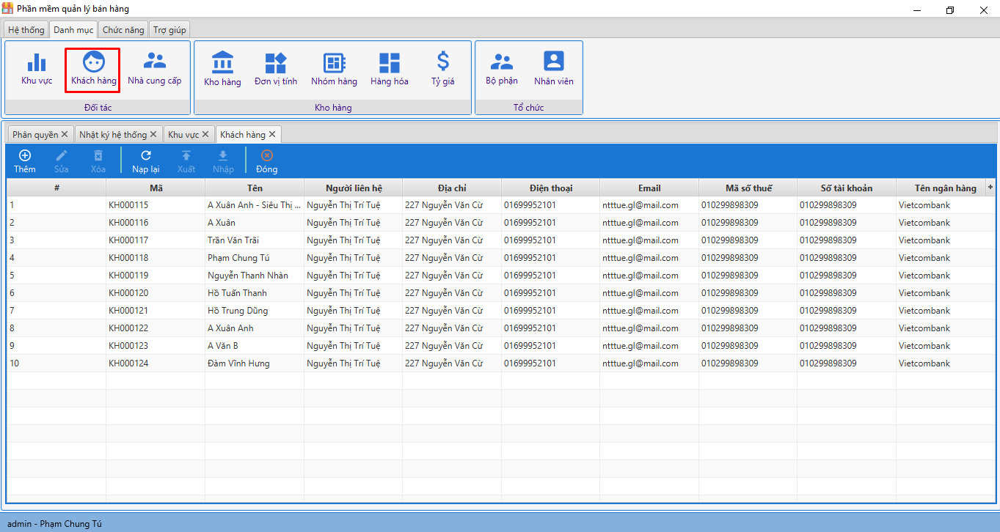 Phần mềm quản lý bán hàng
Hệ thống Danh mục Chức năng Trợ giúp
Khu vực Khách hàng Nhà cung cấp Kho hàng Đơn vị tính Nhóm hàng Hàng hóa Tỷ giá Bộ phận Nhân viên
Đối tác Kho hàng Tổ chức
Phân quyền Nhật ký hệ thống Khu vực Khách hàng
Thêm Sửa Xóa Nạp lại Xuất Nhập Đóng
# Mã Tên Người liên hệ Địa chỉ Điện thoại Email Mã số thuế Số tài khoản Tên ngân hàng +
1 KH000115 A Xuân Anh - Siêu Thị ... Nguyễn Thị Trí Tuệ 227 Nguyễn Văn Cừ 01699952101 ntttue.gl@mail.com 010299898309 010299898309 Vietcombank
2 KH000116 A Xuân Nguyễn Thị Trí Tuệ 227 Nguyễn Văn Cừ 01699952101 ntttue.gl@mail.com 010299898309 010299898309 Vietcombank
3 KH000117 Trần Văn Trãi Nguyễn Thị Trí Tuệ 227 Nguyễn Văn Cừ 01699952101 ntttue.gl@mail.com 010299898309 010299898309 Vietcombank
4 KH000118 Phạm Chung Tú Nguyễn Thị Trí Tuệ 227 Nguyễn Văn Cừ 01699952101 ntttue.gl@mail.com 010299898309 010299898309 Vietcombank
5 KH000119 Nguyễn Thanh Nhàn Nguyễn Thị Trí Tuệ 227 Nguyễn Văn Cừ 01699952101 ntttue.gl@mail.com 010299898309 010299898309 Vietcombank
6 KH000120 Hồ Tuấn Thanh Nguyễn Thị Trí Tuệ 227 Nguyễn Văn Cừ 01699952101 ntttue.gl@mail.com 010299898309 010299898309 Vietcombank
7 KH000121 Hồ Trung Dũng Nguyễn Thị Trí Tuệ 227 Nguyễn Văn Cừ 01699952101 ntttue.gl@mail.com 010299898309 010299898309 Vietcombank
8 KH000122 A Xuân Anh Nguyễn Thị Trí Tuệ 227 Nguyễn Văn Cừ 01699952101 ntttue.gl@mail.com 010299898309 010299898309 Vietcombank
9 KH000123 A Văn B Nguyễn Thị Trí Tuệ 227 Nguyễn Văn Cừ 01699952101 ntttue.gl@mail.com 010299898309 010299898309 Vietcombank
10 KH000124 Đàm Vĩnh Hưng Nguyễn Thị Trí Tuệ 227 Nguyễn Văn Cừ 01699952101 ntttue.gl@mail.com 010299898309 010299898309 Vietcombank
admin - Phạm Chung Tú